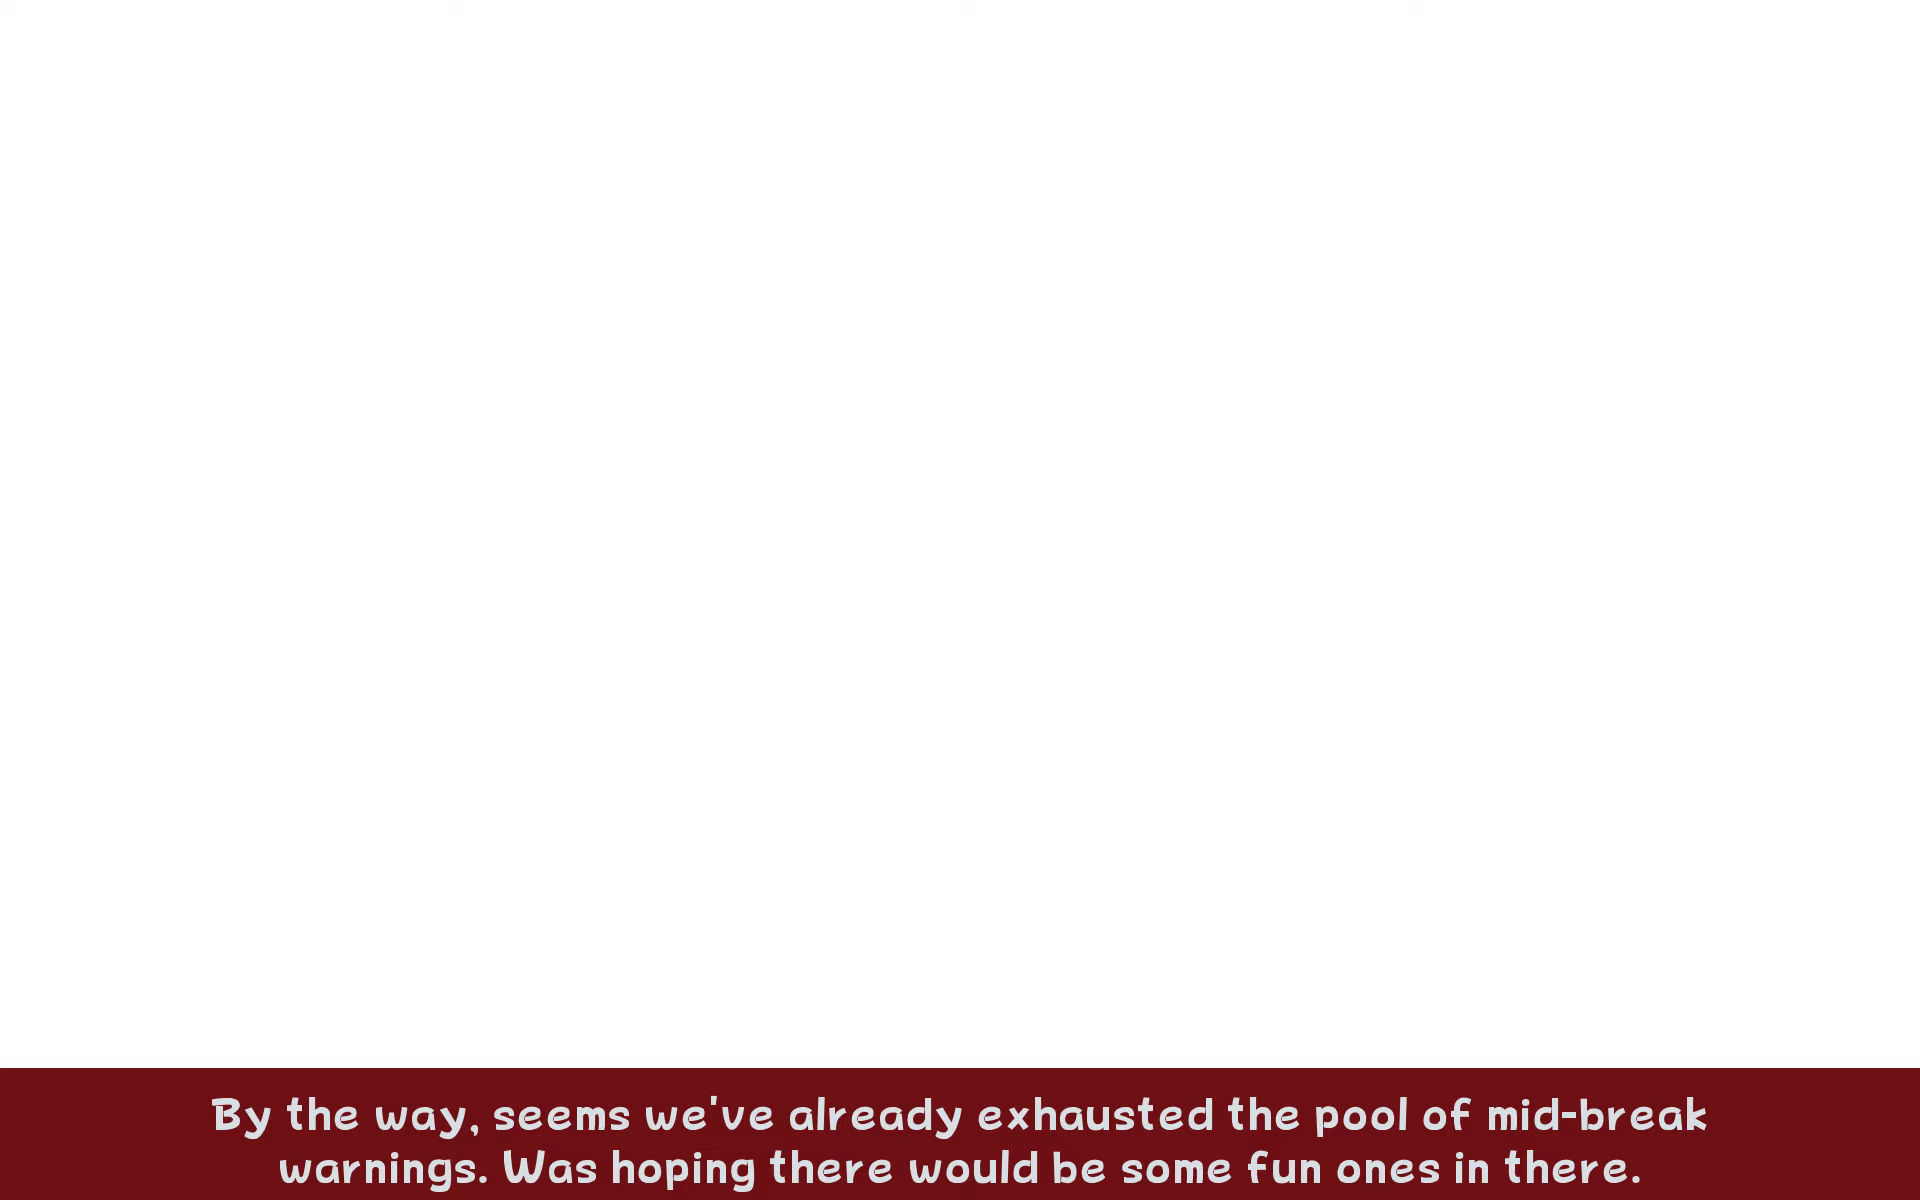 By the way, seems we've already exhausted the pool of mid-break
warnings. Was hoping there would be some fun ones in there.